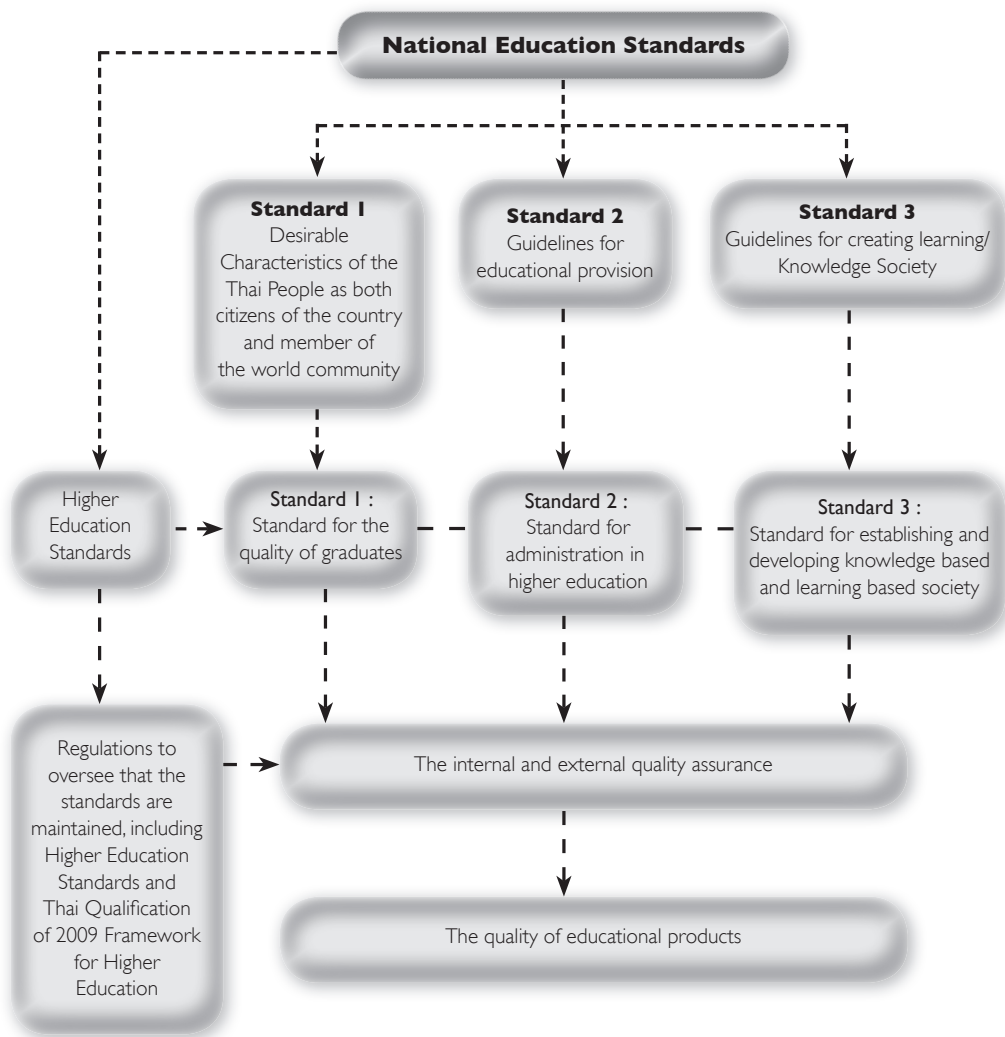 National Education Standards
Standard 1
Desirable
Characteristics of the
Thai People as both
citizens of the country
and member of
the world community
Standard 2
Guidelines for
educational provision
Standard 3
Guidelines for creating learning/
Knowledge Society
Higher
Education
Standards
Standard 1 :
Standard for the
quality of graduates
Standard 2 :
Standard for
administration in
higher education
Standard 3 :
Standard for establishing and
developing knowledge based
and learning based society
Regulations to
oversee that the
standards are
maintained, including
Higher Education
Standards and
Thai Qualification
of 2009 Framework
for Higher
Education
The internal and external quality assurance
The quality of educational products